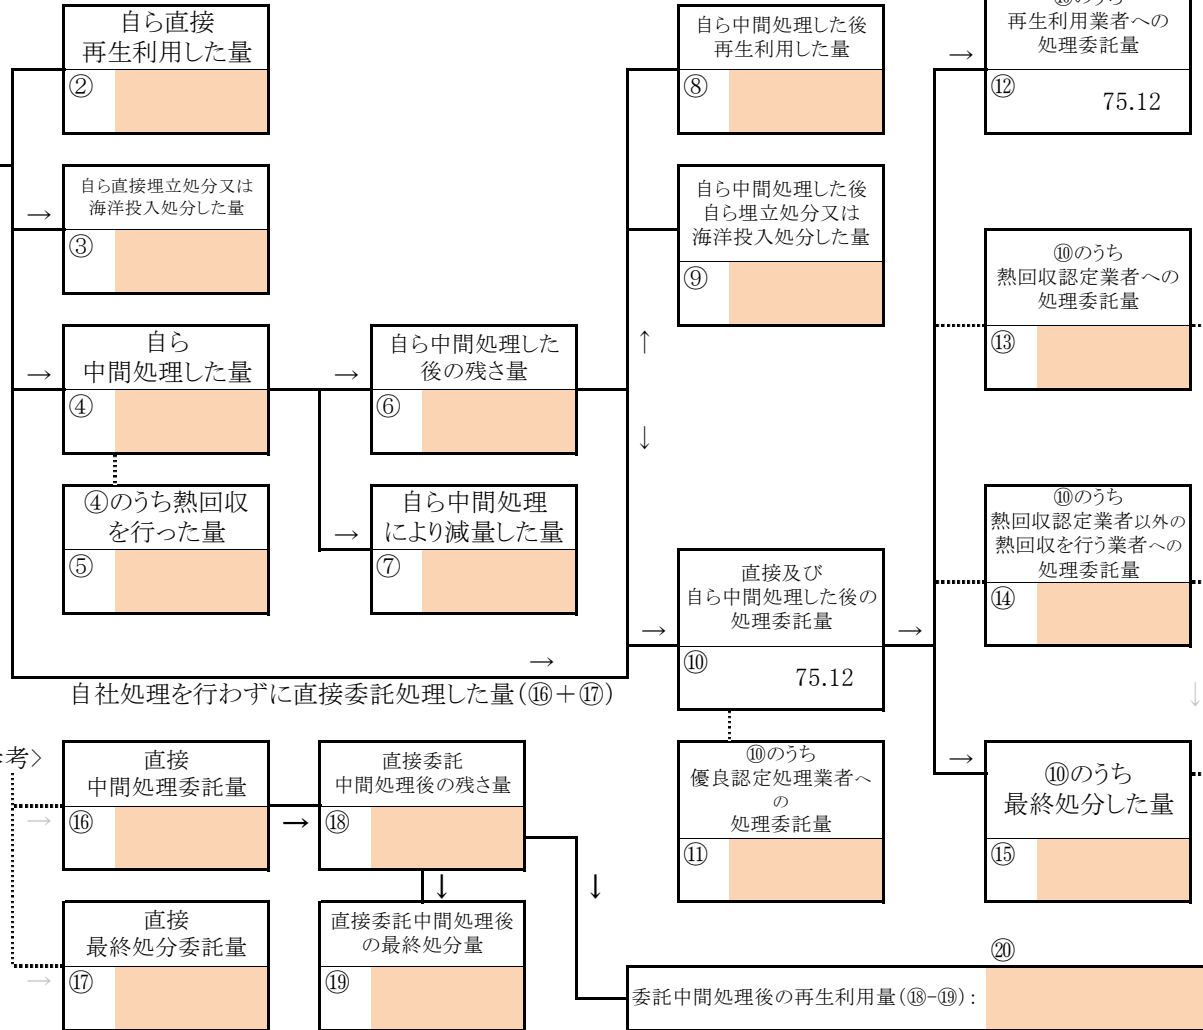 自ら直接
再生利用した量
②
自ら中間処理した後
再生利用した量
⑧
再生利用業者への
処理委託量
→
⑫ 75.12
自ら直接埋立処分又は
海洋投入処分した量
→
③
自ら中間処理した後
自ら埋立処分又は
海洋投入処分した量
⑨
⑩のうち
熱回収認定業者への
処理委託量
⑬
自ら
中間処理した量
→
④
自ら中間処理した
後の残さ量
→
⑥
↑
↓
④のうち熱回収
を行った量
⑤
自ら中間処理
により減量した量
→
⑦
⑩のうち
熱回収認定業者以外の
熱回収を行う業者への
処理委託量
⑭
直接及び
自ら中間処理した後の
処理委託量
→
→
⑩ 75.12
→
自社処理を行わずに直接委託処理した量(⑯+⑰)
↓
考>
直接
中間処理委託量
→
⑯
→
直接委託
中間処理後の残さ量
⑱
⑩のうち
優良認定処理業者へ
の
処理委託量
⑪
→
⑩のうち
最終処分した量
⑮
↓
↓
直接
最終処分委託量
→
⑰
直接委託中間処理後
の最終処分量
⑲
⑳
委託中間処理後の再生利用量(⑱-⑲):